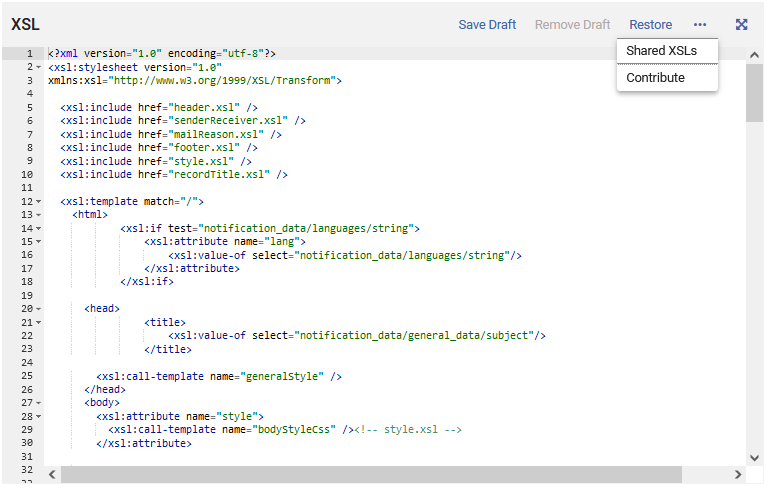 XSL
Save Draft
Remove Draft
Restore
Shared XSLs
Contribute
1 <?xml version="1.0" encoding="utf-8"?>
2 <xsl:stylesheet version="1.0"
3 xmlns:xsl="http://www.w3.org/1999/XSL/Transform">
4
5 <xsl:include href="header.xsl" />
6 <xsl:include href="senderReceiver.xsl" />
7 <xsl:include href="mailReason.xsl" />
8 <xsl:include href="footer.xsl" />
9 <xsl:include href="style.xsl" />
10 <xsl:include href="recordTitle.xsl" />
11
12 <xsl:template match="/">
13 <html>
14 <xsl:if test="notification_data/languages/string">
15 <xsl:attribute name="lang">
16 <xsl:value-of select="notification_data/languages/string"/>
17 </xsl:attribute>
18 </xsl:if>
19
20 <head>
21 <title>
22 <xsl:value-of select="notification_data/general_data/subject"/>
23 </title>
24
25 <xsl:call-template name="generalStyle" />
26 </head>
27 <body>
28 <xsl:attribute name="style">
29 <xsl:call-template name="bodyStyleCss" /><!-- style.xsl -->
30 </xsl:attribute>
31
32